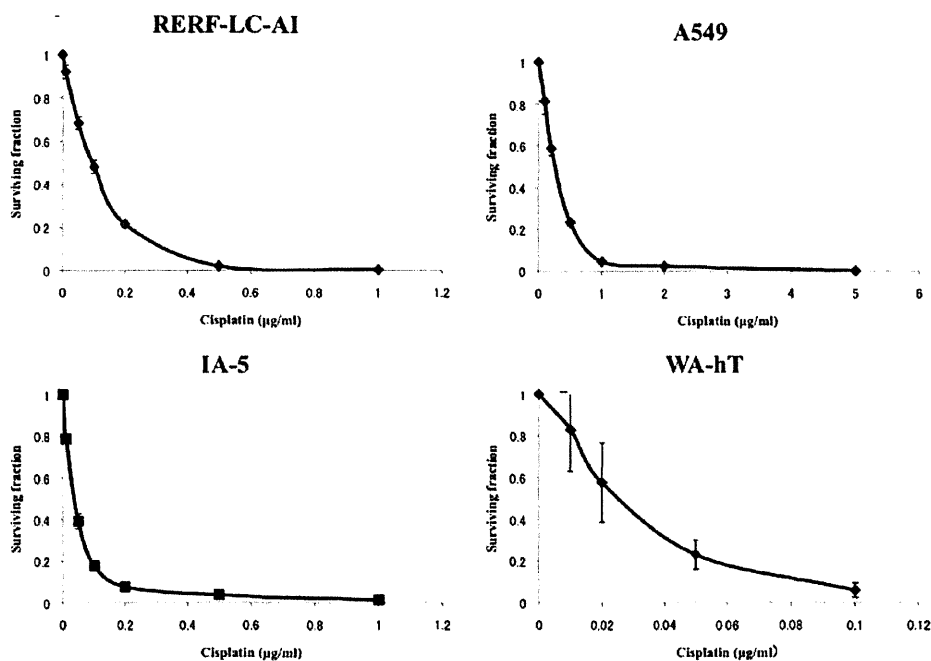 RERF-LC-AI
Surviving fraction
1
0.8
0.6
0.4
0.2
0
0 0.2 0.4 0.6 0.8 1 1.2
Cisplatin (μg/ml)
A549
Surviving fraction
1
0.8
0.6
0.4
0.2
0
0 1 2 3 4 5 6
Cisplatin (μg/ml)
IA-5
Surviving fraction
1
0.8
0.6
0.4
0.2
0
0 0.2 0.4 0.6 0.8 1 1.2
Cisplatin (μg/ml)
WA-hT
Surviving fraction
1
0.8
0.6
0.4
0.2
0
0 0.02 0.04 0.06 0.08 0.1 0.12
Cisplatin (μg/ml)